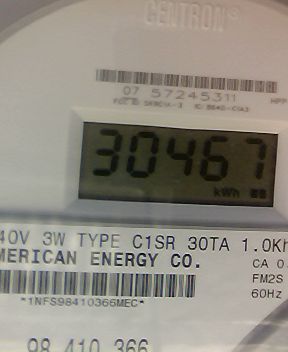 CENTRON®
07 57245311
30467
kWh
40V 3W TYPE C1SR 30TA 1.0Kh
MERICAN ENERGY CO.
CA 0.
FM2S
*1NFS98410366MEC*
60Hz
98 410 366